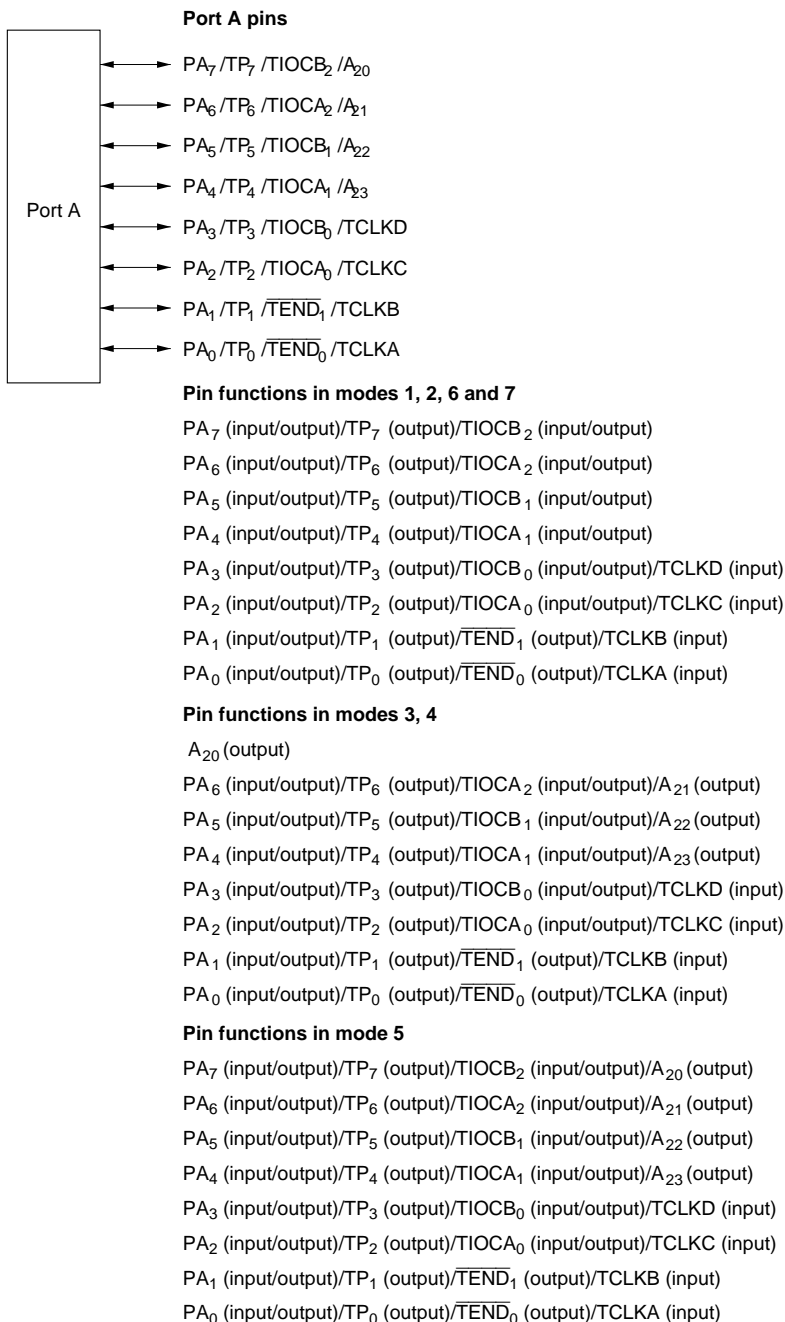 Port A pins
PA₇/TP₇/TIOCB₂/A₂₀
PA₆/TP₆/TIOCA₂/A₂₁
PA₅/TP₅/TIOCB₁/A₂₂
PA₄/TP₄/TIOCA₁/A₂₃
Port A
PA₃/TP₃/TIOCB₀/TCLKD
PA₂/TP₂/TIOCA₀/TCLKC
PA₁/TP₁/T̅E̅N̅D̅₁/TCLKB
PA₀/TP₀/T̅E̅N̅D̅₀/TCLKA
Pin functions in modes 1, 2, 6 and 7
PA₇ (input/output)/TP₇ (output)/TIOCB₂ (input/output)
PA₆ (input/output)/TP₆ (output)/TIOCA₂ (input/output)
PA₅ (input/output)/TP₅ (output)/TIOCB₁ (input/output)
PA₄ (input/output)/TP₄ (output)/TIOCA₁ (input/output)
PA₃ (input/output)/TP₃ (output)/TIOCB₀ (input/output)/TCLKD (input)
PA₂ (input/output)/TP₂ (output)/TIOCA₀ (input/output)/TCLKC (input)
PA₁ (input/output)/TP₁ (output)/T̅E̅N̅D̅₁ (output)/TCLKB (input)
PA₀ (input/output)/TP₀ (output)/T̅E̅N̅D̅₀ (output)/TCLKA (input)
Pin functions in modes 3, 4
A₂₀ (output)
PA₆ (input/output)/TP₆ (output)/TIOCA₂ (input/output)/A₂₁ (output)
PA₅ (input/output)/TP₅ (output)/TIOCB₁ (input/output)/A₂₂ (output)
PA₄ (input/output)/TP₄ (output)/TIOCA₁ (input/output)/A₂₃ (output)
PA₃ (input/output)/TP₃ (output)/TIOCB₀ (input/output)/TCLKD (input)
PA₂ (input/output)/TP₂ (output)/TIOCA₀ (input/output)/TCLKC (input)
PA₁ (input/output)/TP₁ (output)/T̅E̅N̅D̅₁ (output)/TCLKB (input)
PA₀ (input/output)/TP₀ (output)/T̅E̅N̅D̅₀ (output)/TCLKA (input)
Pin functions in mode 5
PA₇ (input/output)/TP₇ (output)/TIOCB₂ (input/output)/A₂₀ (output)
PA₆ (input/output)/TP₆ (output)/TIOCA₂ (input/output)/A₂₁ (output)
PA₅ (input/output)/TP₅ (output)/TIOCB₁ (input/output)/A₂₂ (output)
PA₄ (input/output)/TP₄ (output)/TIOCA₁ (input/output)/A₂₃ (output)
PA₃ (input/output)/TP₃ (output)/TIOCB₀ (input/output)/TCLKD (input)
PA₂ (input/output)/TP₂ (output)/TIOCA₀ (input/output)/TCLKC (input)
PA₁ (input/output)/TP₁ (output)/T̅E̅N̅D̅₁ (output)/TCLKB (input)
PA₀ (input/output)/TP₀ (output)/T̅E̅N̅D̅₀ (output)/TCLKA (input)